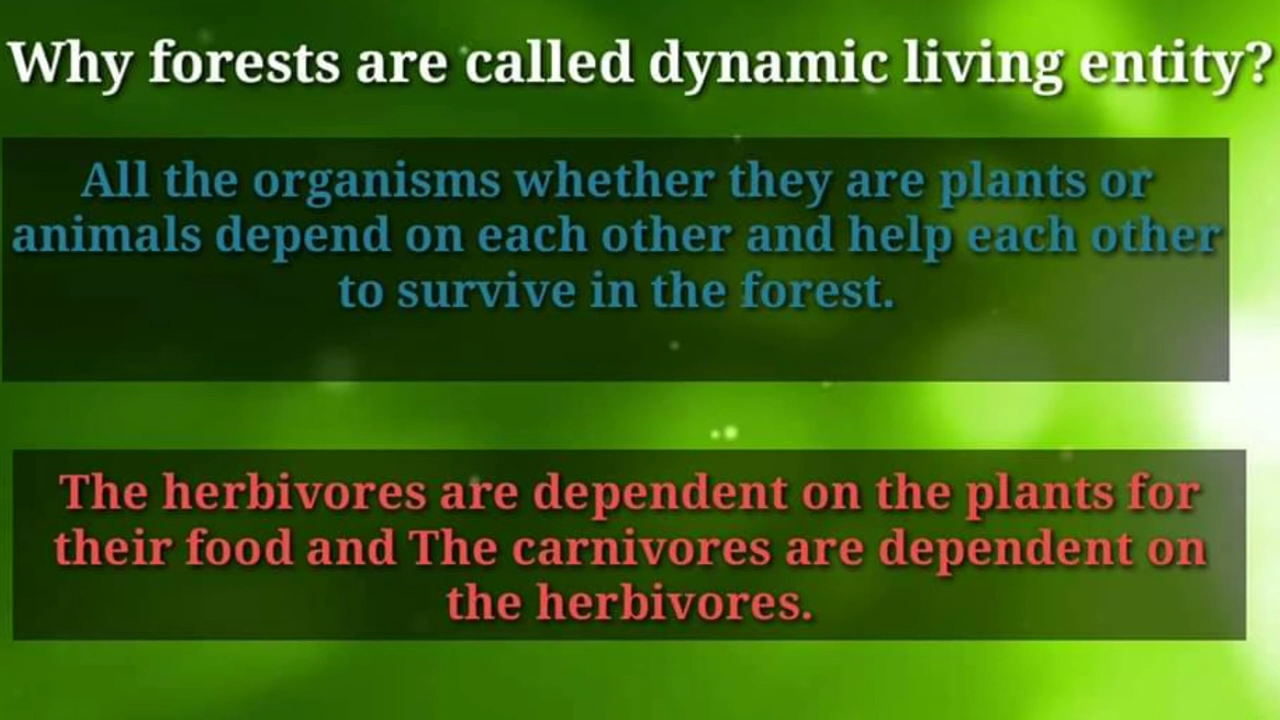 Why forests are called dynamic living entity?
All the organisms whether they are plants or
animals depend on each other and help each other
to survive in the forest.
The herbivores are dependent on the plants for
their food and The carnivores are dependent on
the herbivores.